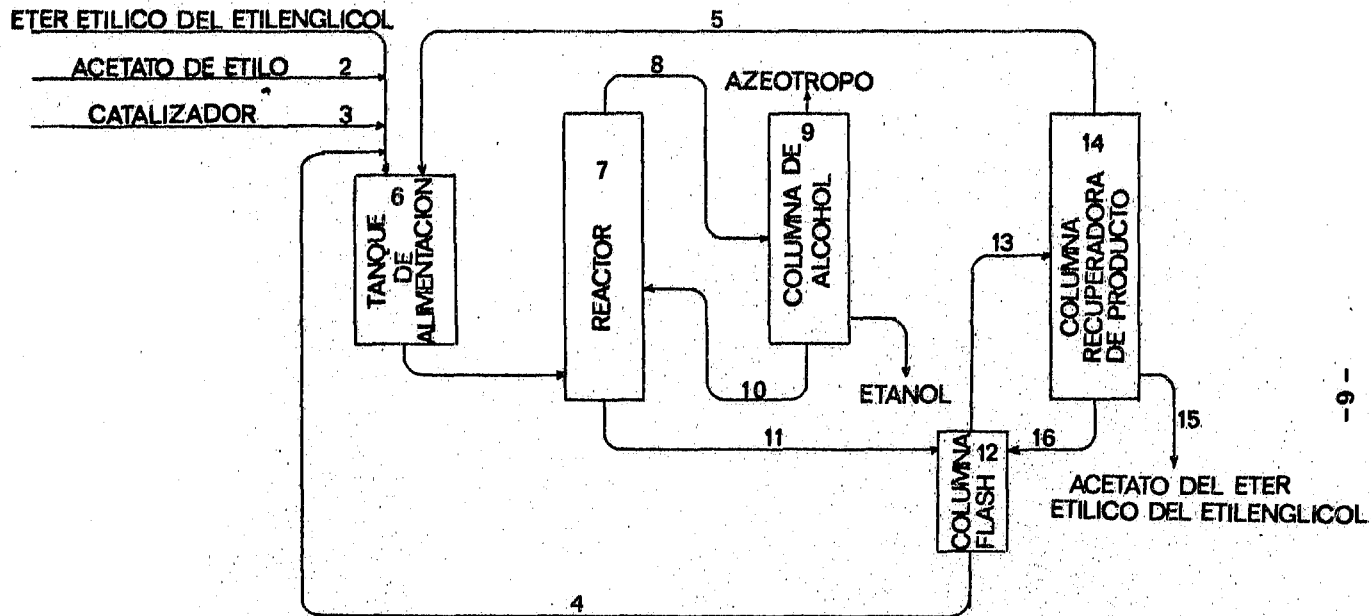 ETER ETILICO DEL ETILENGLICOL
5
ACETATO DE ETILO 2
8
AZEOTROPO
CATALIZADOR 3
9
14
7
6
TANQUE
DE
ALIMENTACION
REACTOR
COLUMNA DE
ALCOHOL
COLUMNA
RECUPERADORA
DE PRODUCTO
13
10
ETANOL
-9-
11
12
16
15
COLUMNA
FLASH
ACETATO DEL ETER
ETILICO DEL ETILENGLICOL
4